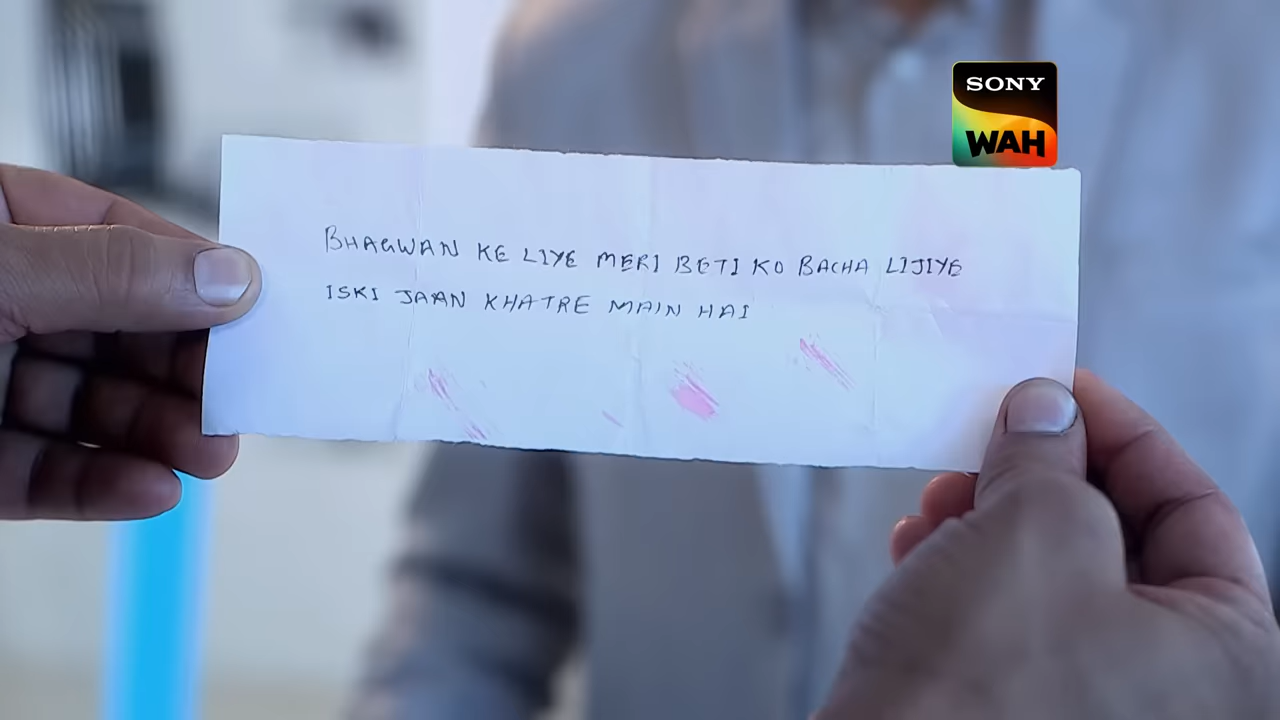 SONY
WAH
BHAGWAN KE LIYE MERI BETI KO BACHA LIJIYE
ISKI JAAN KHATRE MAIN HAI